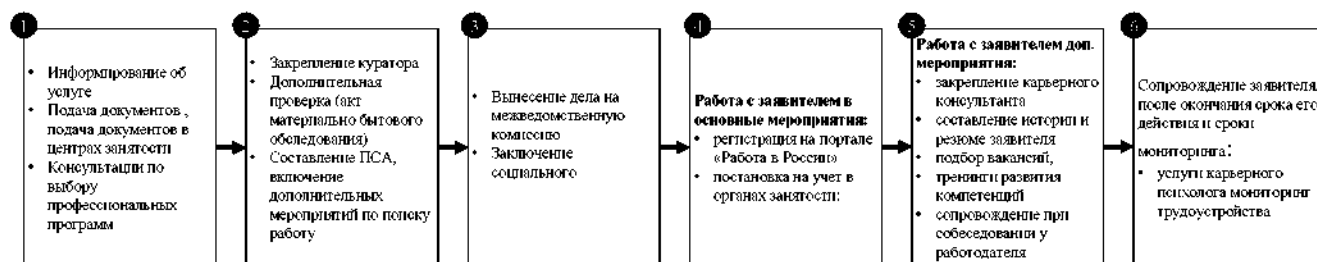 1
Информирование об
услуге
Подача документов ,
подача документов в
центрах занятости
Консультации по
выбору
профессиональных
программ
2
Закрепление куратора
Дополнительная
проверка (акт
материально бытового
обследования)
Составление ПСА,
включение
дополнительных
мероприятий по поиску
работу
3
Вынесение дела на
межведомственную
комиссию
Заключение
социального
4
Работа с заявителем в
основные мероприятия:
регистрация на портале
«Работа в России»
постановка на учет в
органах занятости:
5
Работа с заявителем доп.
мероприятия:
закрепление карьерного
консультанта
составление истории и
резюме заявителя
подбор вакансий,
тренинги развития
компетенций
сопровождение при
собеседовании у
работодателя
6
Сопровождение заявителя
после окончания срока его
действия и сроки
мониторинга:
услуги карьерного
психолога мониторинг
трудоустройства